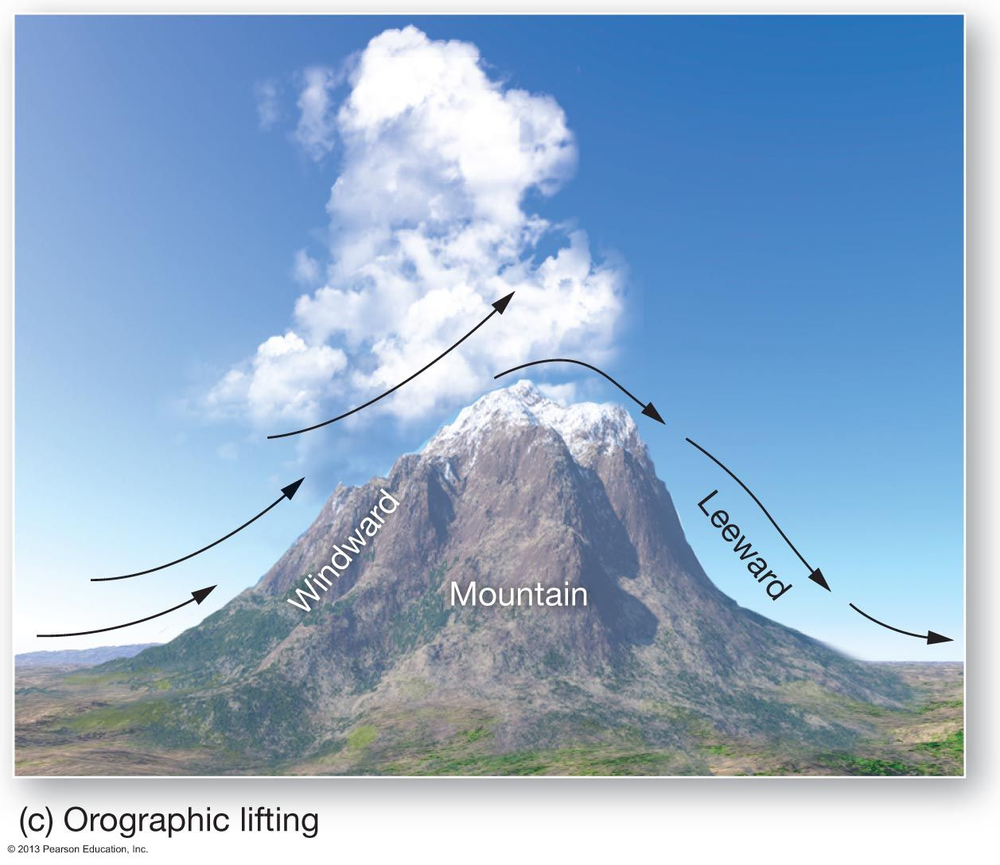 Windward
Leeward
Mountain
(c) Orographic lifting
© 2013 Pearson Education, Inc.